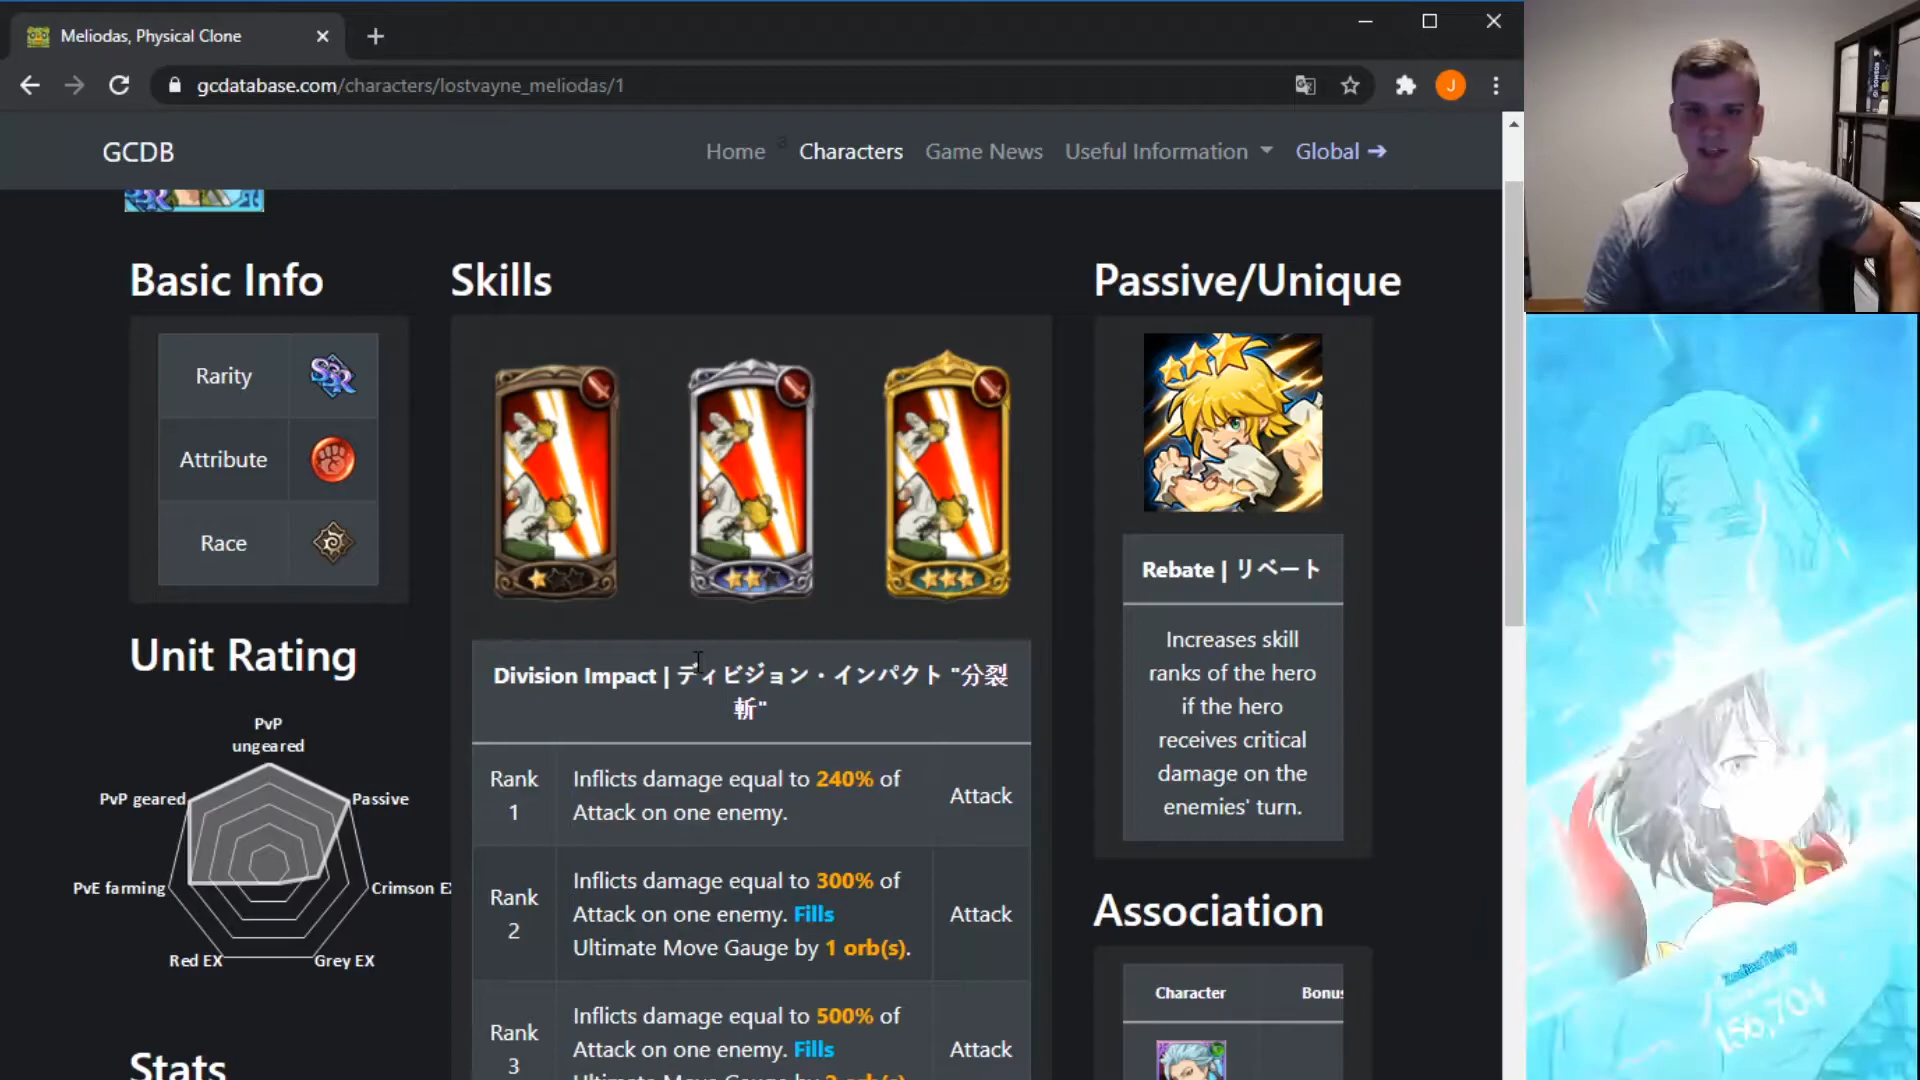 Meliodas, Physical Clone
gcdatabase.com/characters/lostvayne_meliodas/1
J
GCDB
Home
Characters
Game News
Useful Information
Global
Basic Info
Rarity
SSR
Attribute
Race
Unit Rating
PvP
ungeared
PvP geared
Passive
PvE farming
Crimson E
Red EX
Grey EX
Stats
Skills
Division Impact | ディビジョン・インパクト "分裂
斬"
Rank
1
Inflicts damage equal to 240% of
Attack on one enemy.
Attack
Rank
2
Inflicts damage equal to 300% of
Attack on one enemy. Fills
Ultimate Move Gauge by 1 orb(s).
Attack
Rank
3
Inflicts damage equal to 500% of
Attack on one enemy. Fills
Attack
Passive/Unique
Rebate | リベート
Increases skill
ranks of the hero
if the hero
receives critical
damage on the
enemies' turn.
Association
Character
Bonus
KOSMOS
156,704